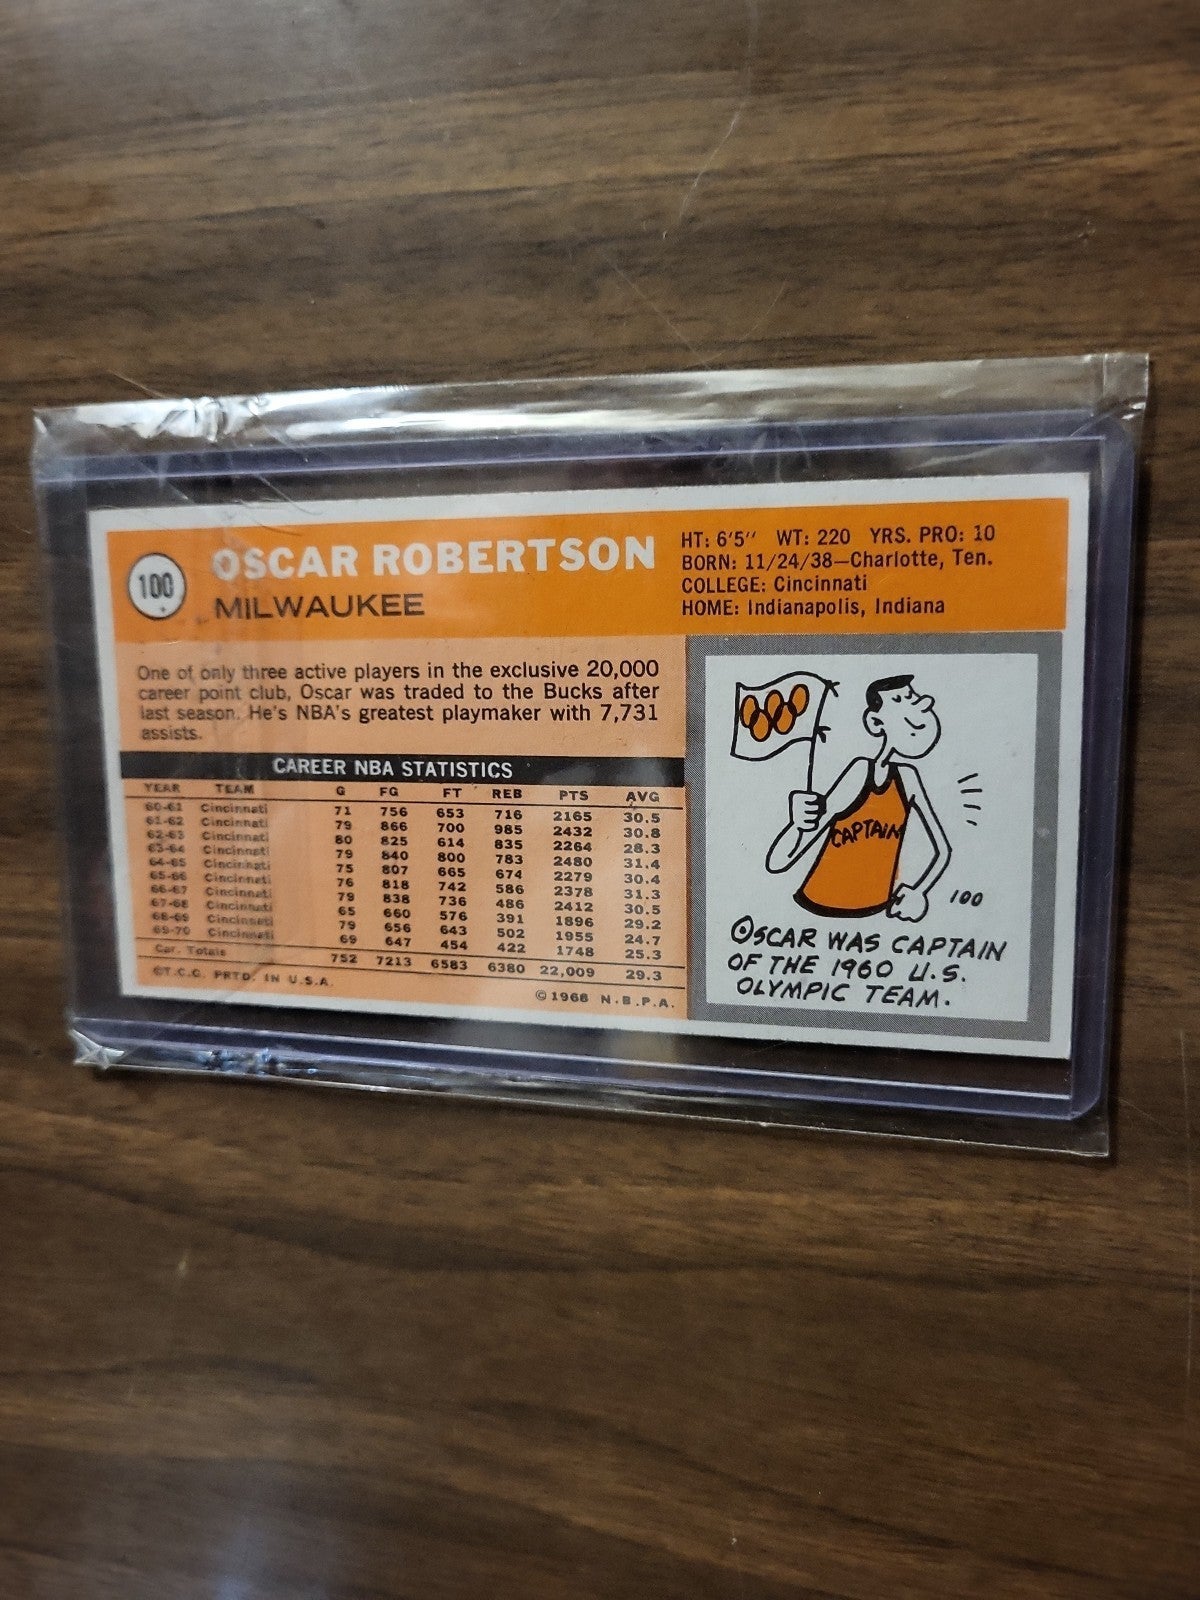 100
OSCAR ROBERTSON
MILWAUKEE
HT: 6'5" WT: 220 YRS. PRO: 10
BORN: 11/24/38—Charlotte, Ten.
COLLEGE: Cincinnati
HOME: Indianapolis, Indiana
One of only three active players in the exclusive 20,000
career point club, Oscar was traded to the Bucks after
last season. He's NBA's greatest playmaker with 7,731
assists.
CAREER NBA STATISTICS
YEAR TEAM G FG FT REB PTS AVG
60-61 Cincinnati 71 756 653 716 2165 30.5
61-62 Cincinnati 79 866 700 985 2432 30.8
62-63 Cincinnati 80 825 614 835 2264 28.3
63-64 Cincinnati 79 840 800 783 2480 31.4
64-65 Cincinnati 75 807 665 674 2279 30.4
65-66 Cincinnati 76 818 742 586 2378 31.3
66-67 Cincinnati 79 838 736 486 2412 30.5
67-68 Cincinnati 65 660 576 391 1896 29.2
68-69 Cincinnati 79 656 643 502 1955 24.7
69-70 Cincinnati 69 647 454 422 1748 25.3
Car. Totals 752 7213 6583 6380 22,009 29.3
©T.C.G. PRTD. IN U.S.A.
©1968 N.B.P.A.
CAPTAIN
100
OSCAR WAS CAPTAIN
OF THE 1960 U.S.
OLYMPIC TEAM.